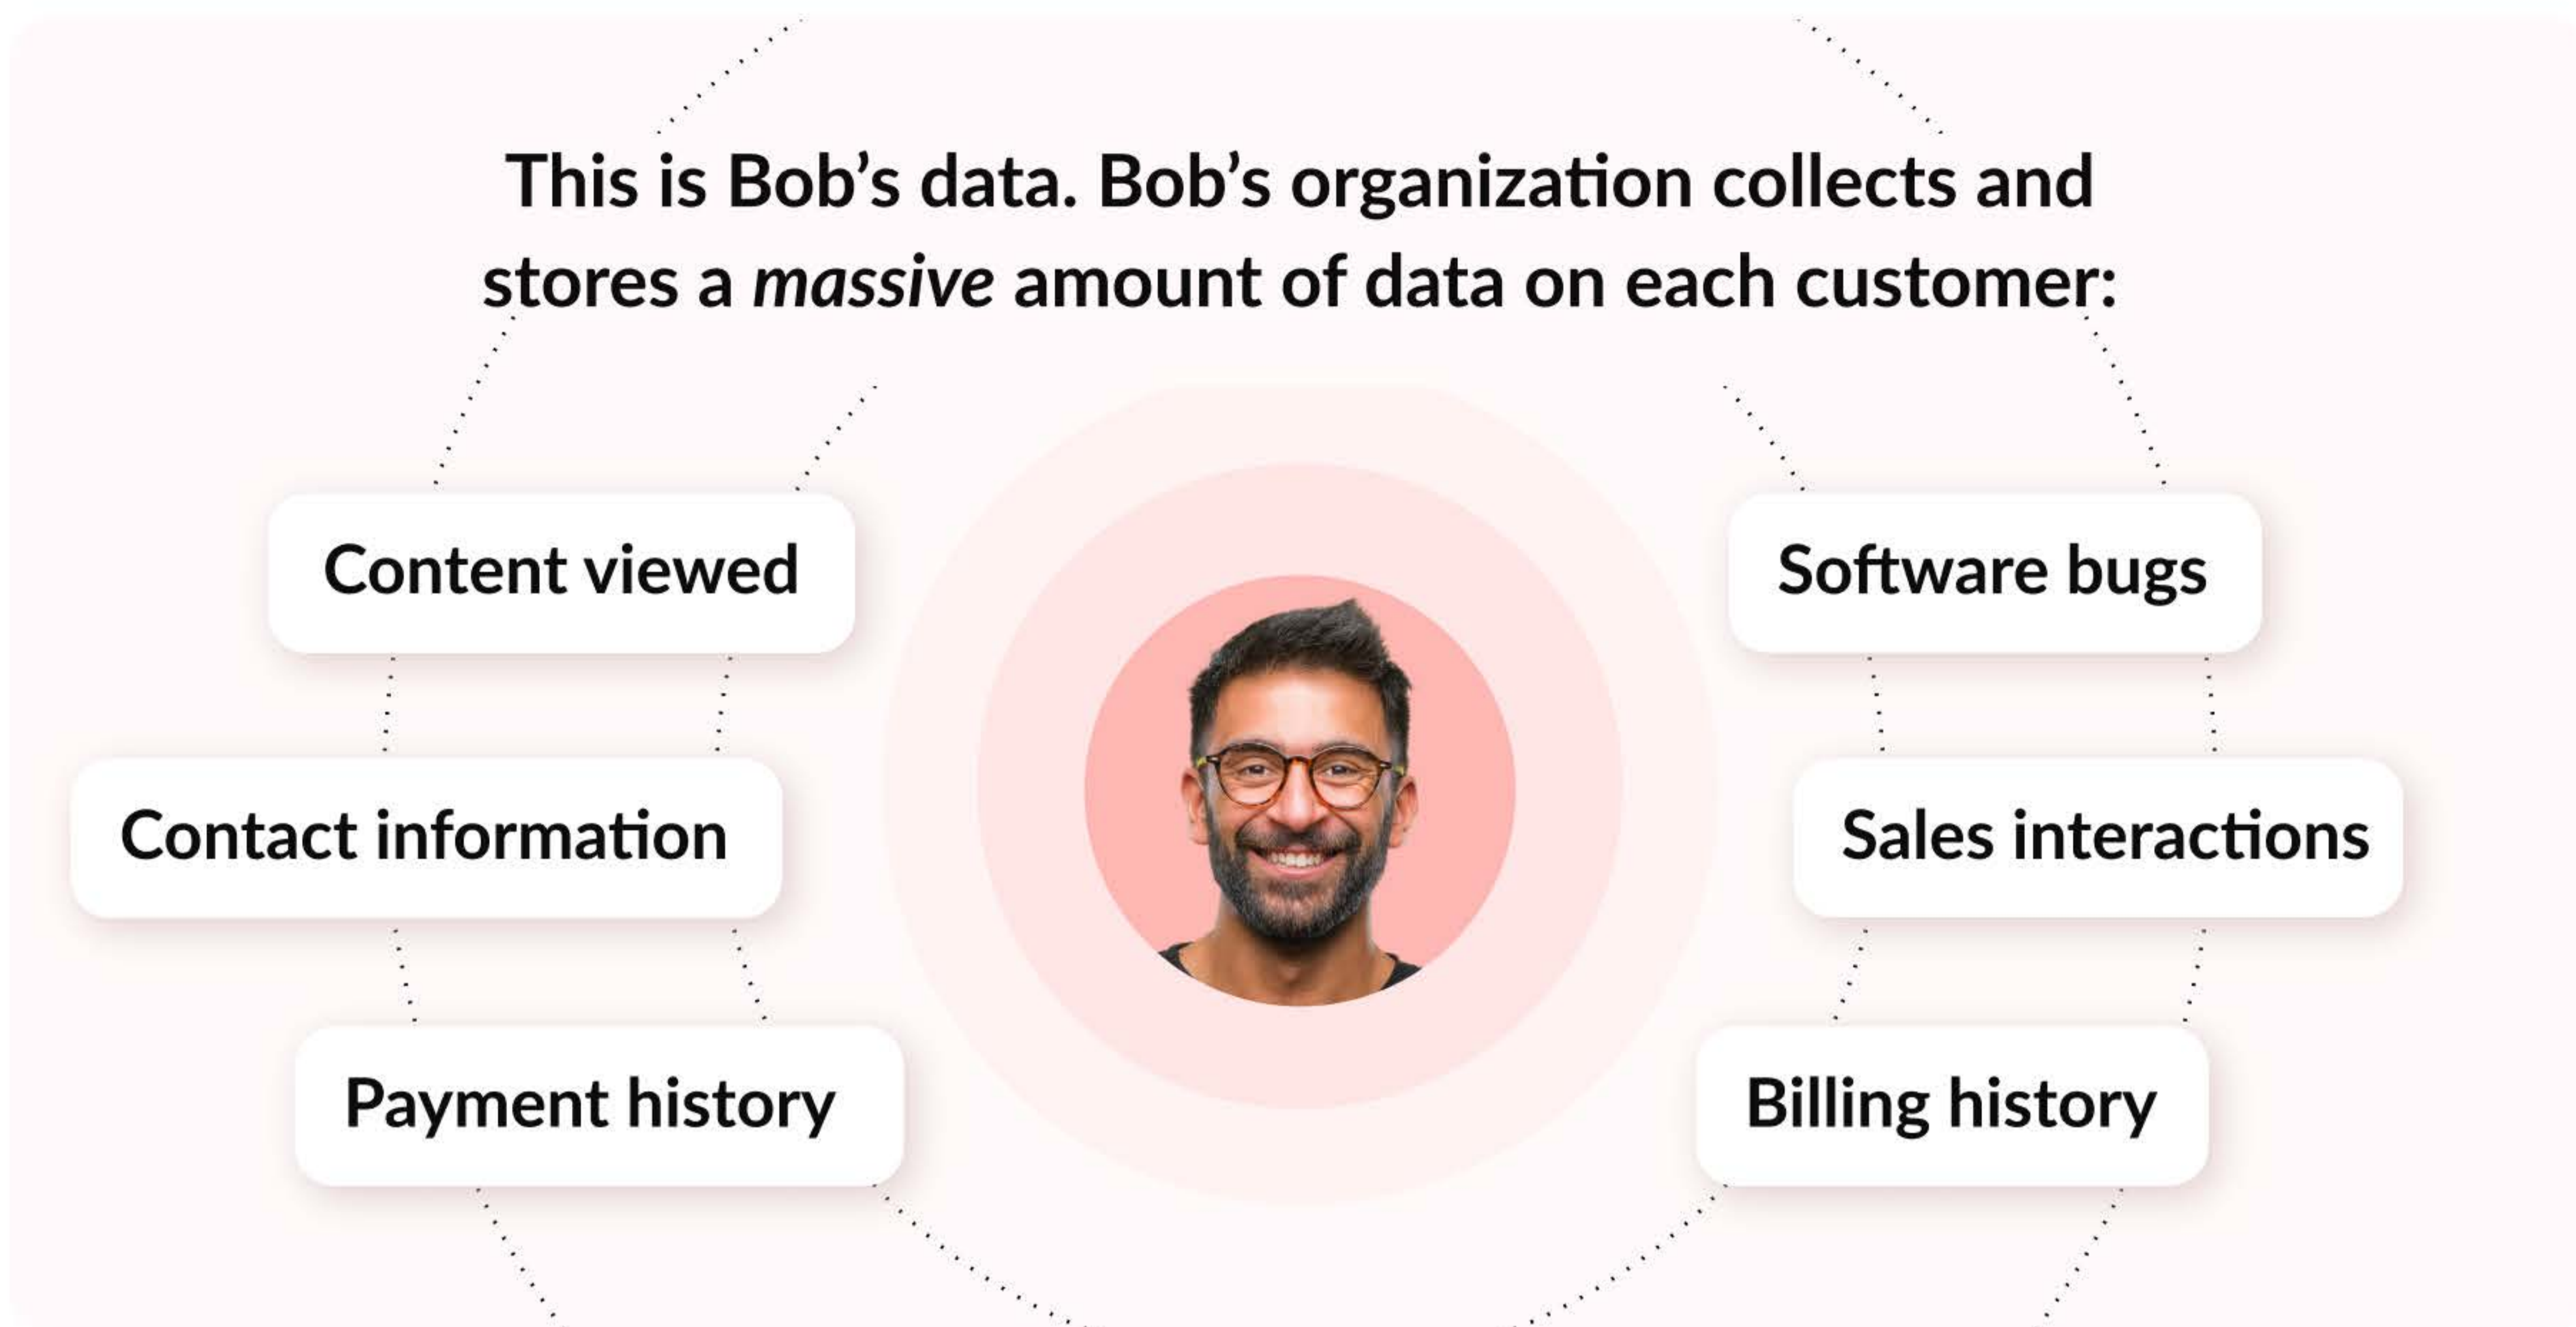 This is Bob’s data. Bob’s organization collects and
stores a massive amount of data on each customer:
Content viewed
Software bugs
Contact information
Sales interactions
Payment history
Billing history